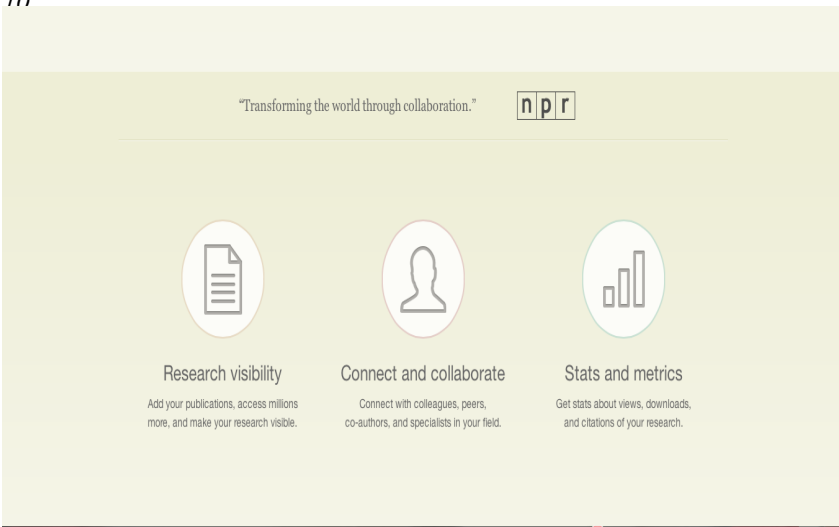 “Transforming the world through collaboration.” npr
Research visibility
Add your publications, access millions
more, and make your research visible.
Connect and collaborate
Connect with colleagues, peers,
co-authors, and specialists in your field.
Stats and metrics
Get stats about views, downloads,
and citations of your research.